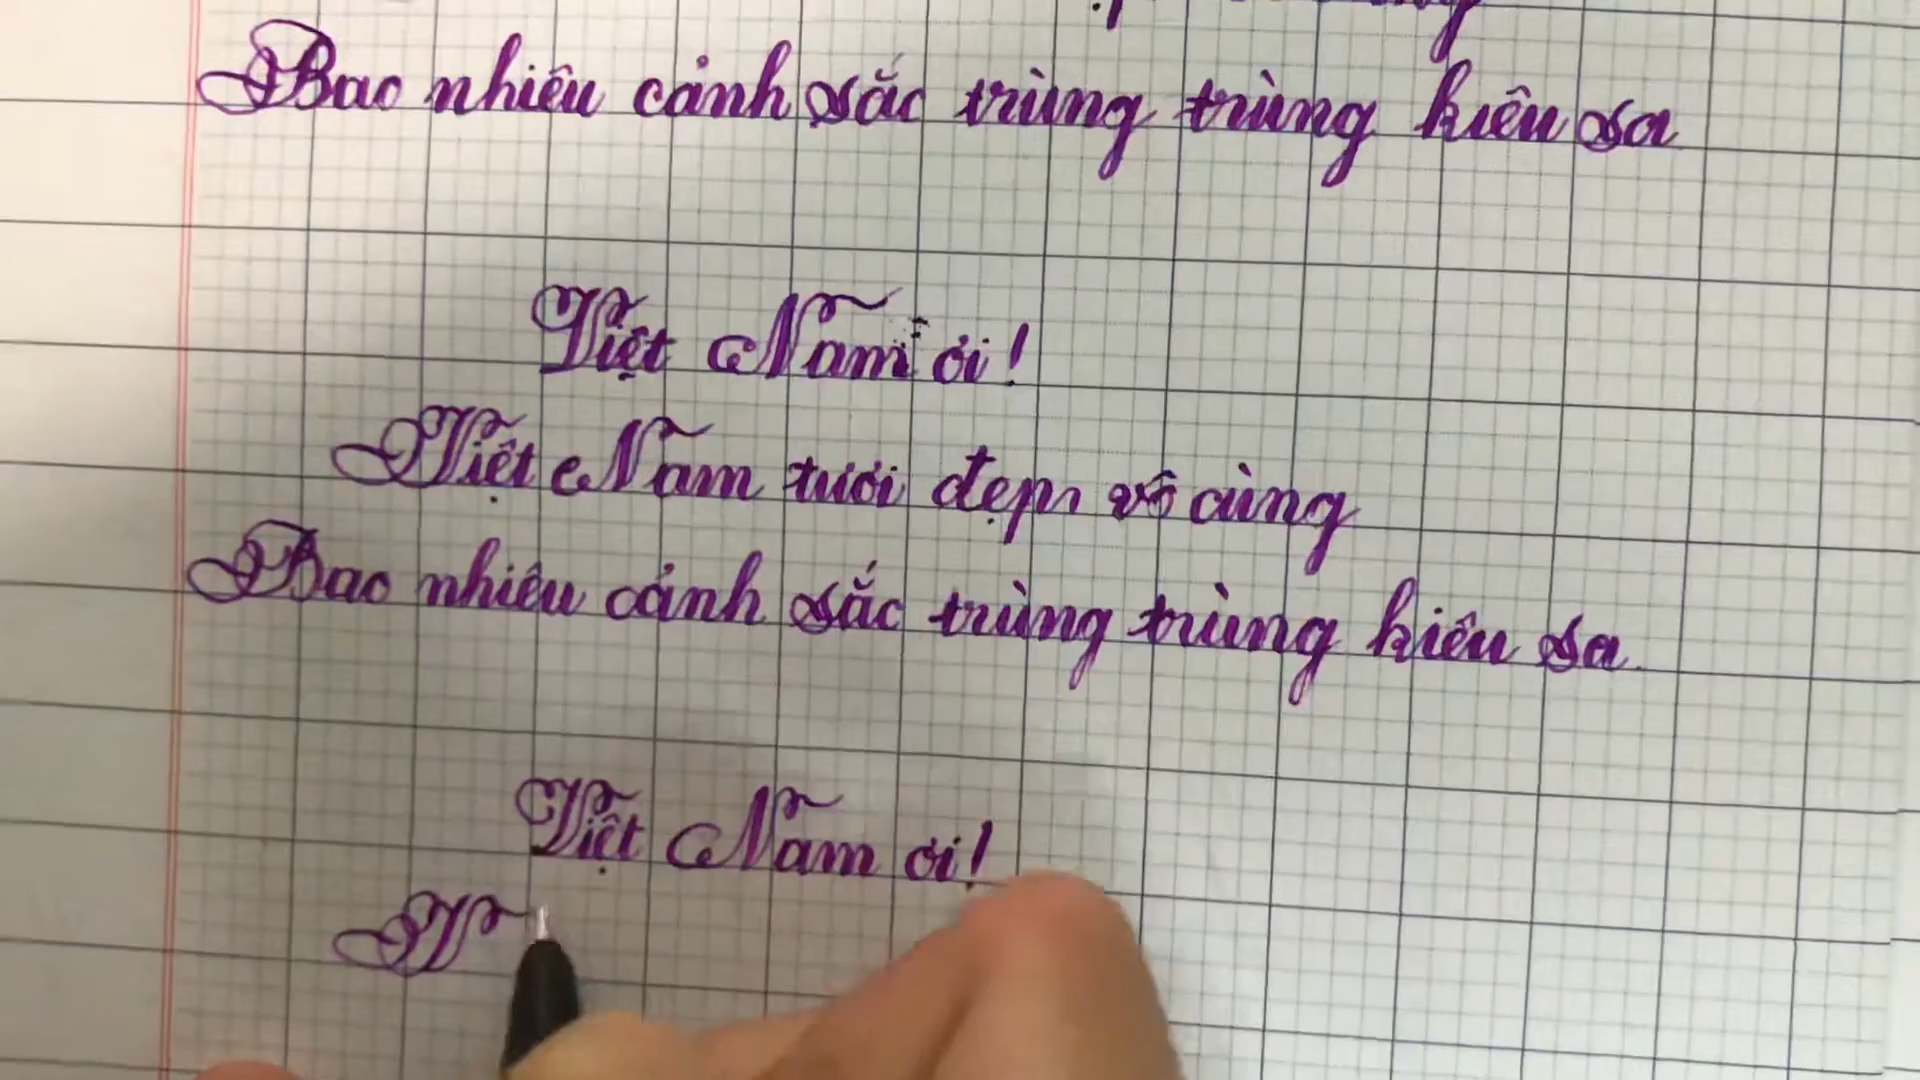 Bao nhiêu cảnh sắc trùng trùng kiêu sa
Việt Nam ơi!
Việt Nam tươi đẹp vô cùng
Bao nhiêu cảnh sắc trùng trùng kiêu sa
Việt Nam ơi!
V